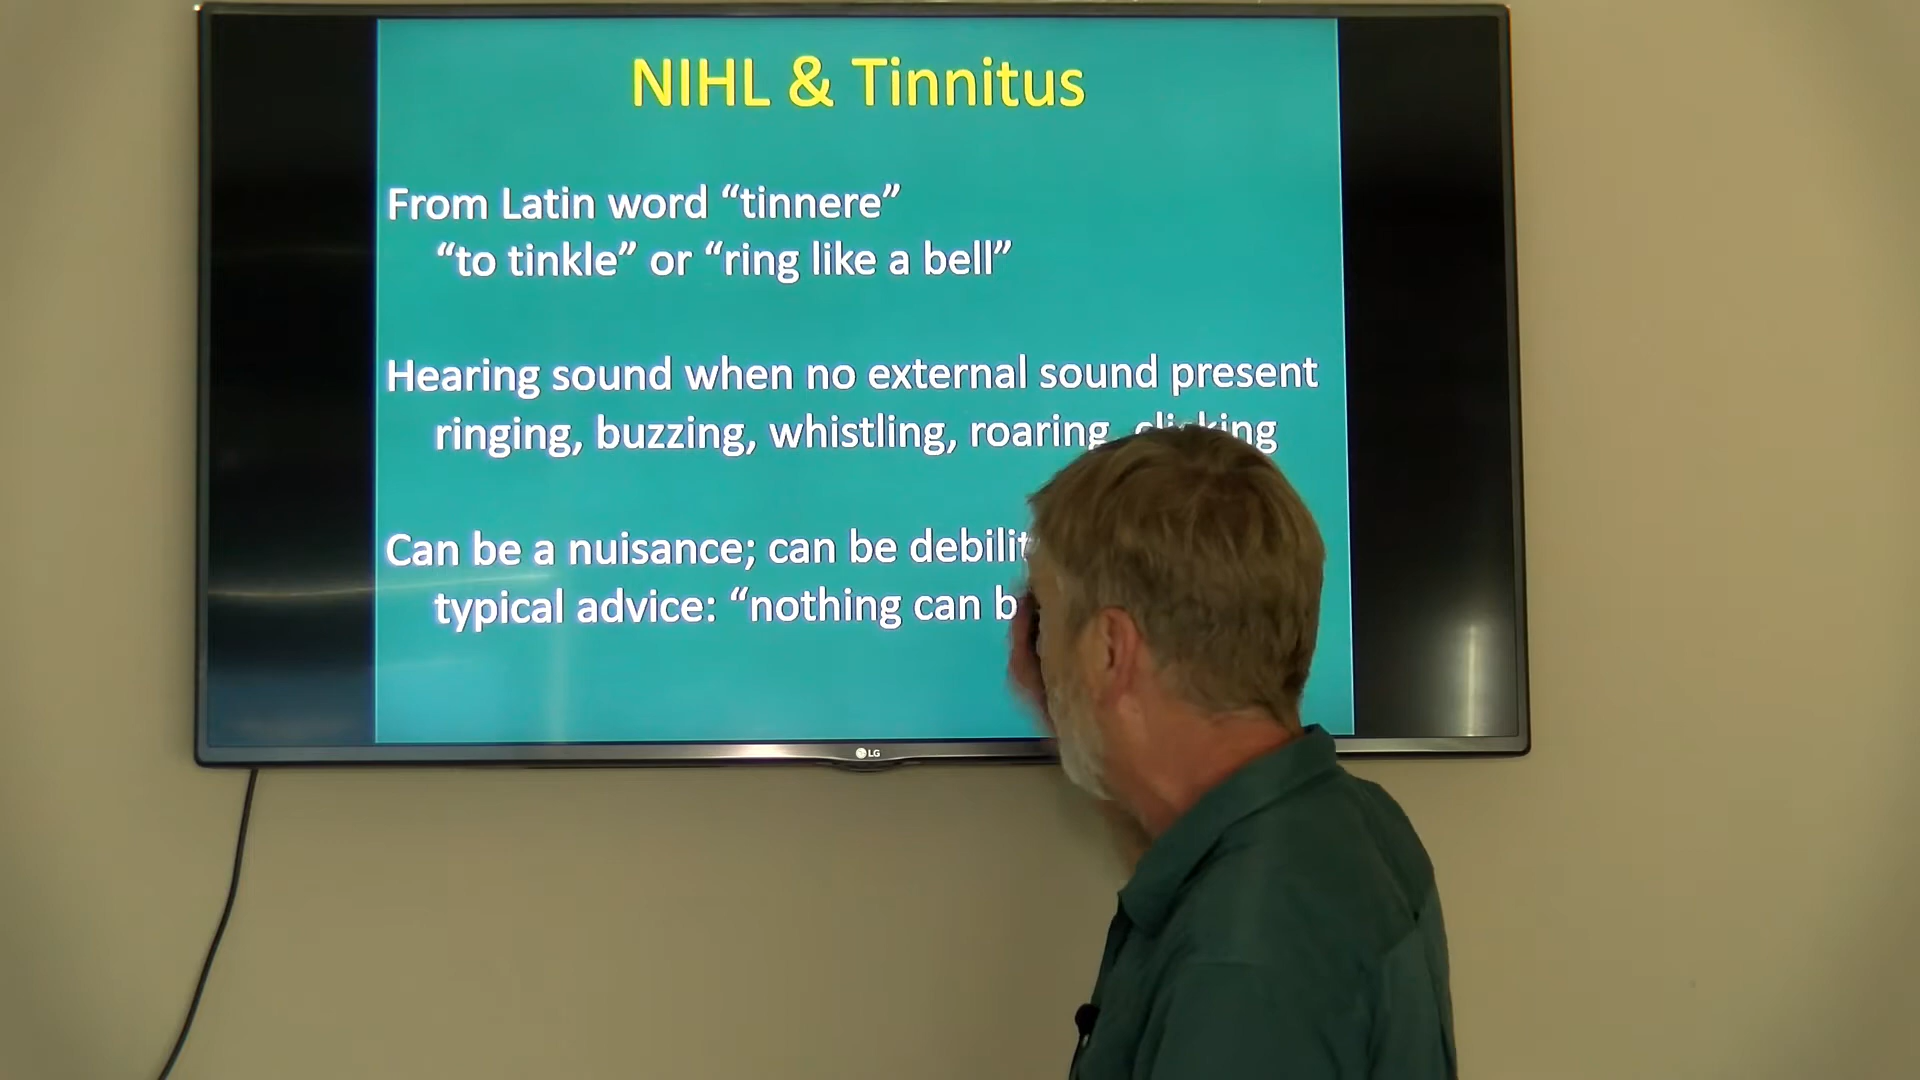 NIHL & Tinnitus
From Latin word “tinnere”
“to tinkle” or “ring like a bell”
Hearing sound when no external sound present
ringing, buzzing, whistling, roaring, clicking
Can be a nuisance; can be
typical advice: “nothing can
LG